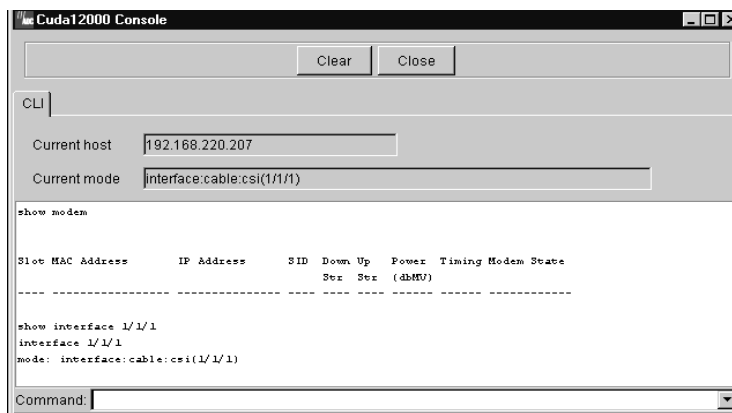 Cuda12000 Console
Clear Close
CLI
Current host 192.168.220.207
Current mode interface:cable:csi(1/1/1)
show modem
Slot MAC Address IP Address SID Down Up Power Timing Modem State
Str Str (dbMV)
---- ----------------- --------------- ---- ---- ---- ------ ------ ------------
show interface 1/1/1
interface 1/1/1
mode: interface:cable:csi(1/1/1)
Command: